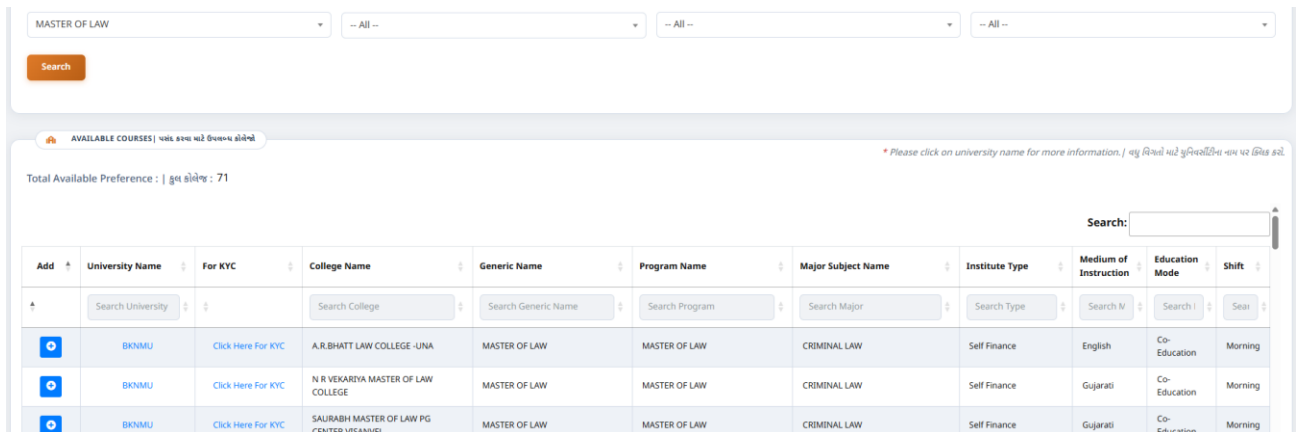 MASTER OF LAW -- All -- -- All -- -- All --
Search
AVAILABLE COURSES| પસંદ કરવા માટે ઉપલબ્ધ કોલેજો
* Please click on university name for more information.| વધુ વિગતો માટે યુનિવર્સીટીના નામ પર ક્લિક કરો.
Total Available Preference : | કુલ કોલેજ : 71
Search:
Add University Name For KYC College Name Generic Name Program Name Major Subject Name Institute Type Medium of Instruction Education Mode Shift
Search University Search College Search Generic Name Search Program Search Major Search Type Search M Search I Sear
BKNMU Click Here For KYC A.R.BHATT LAW COLLEGE -UNA MASTER OF LAW MASTER OF LAW CRIMINAL LAW Self Finance English Co-Education Morning
BKNMU Click Here For KYC N R VEKARIYA MASTER OF LAW COLLEGE MASTER OF LAW MASTER OF LAW CRIMINAL LAW Self Finance Gujarati Co-Education Morning
BKNMU Click Here For KYC SAURABH MASTER OF LAW PG CENTER VISANVEL MASTER OF LAW MASTER OF LAW CRIMINAL LAW Self Finance Gujarati Co-Education Morning